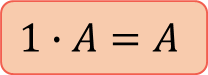 1 · A = A